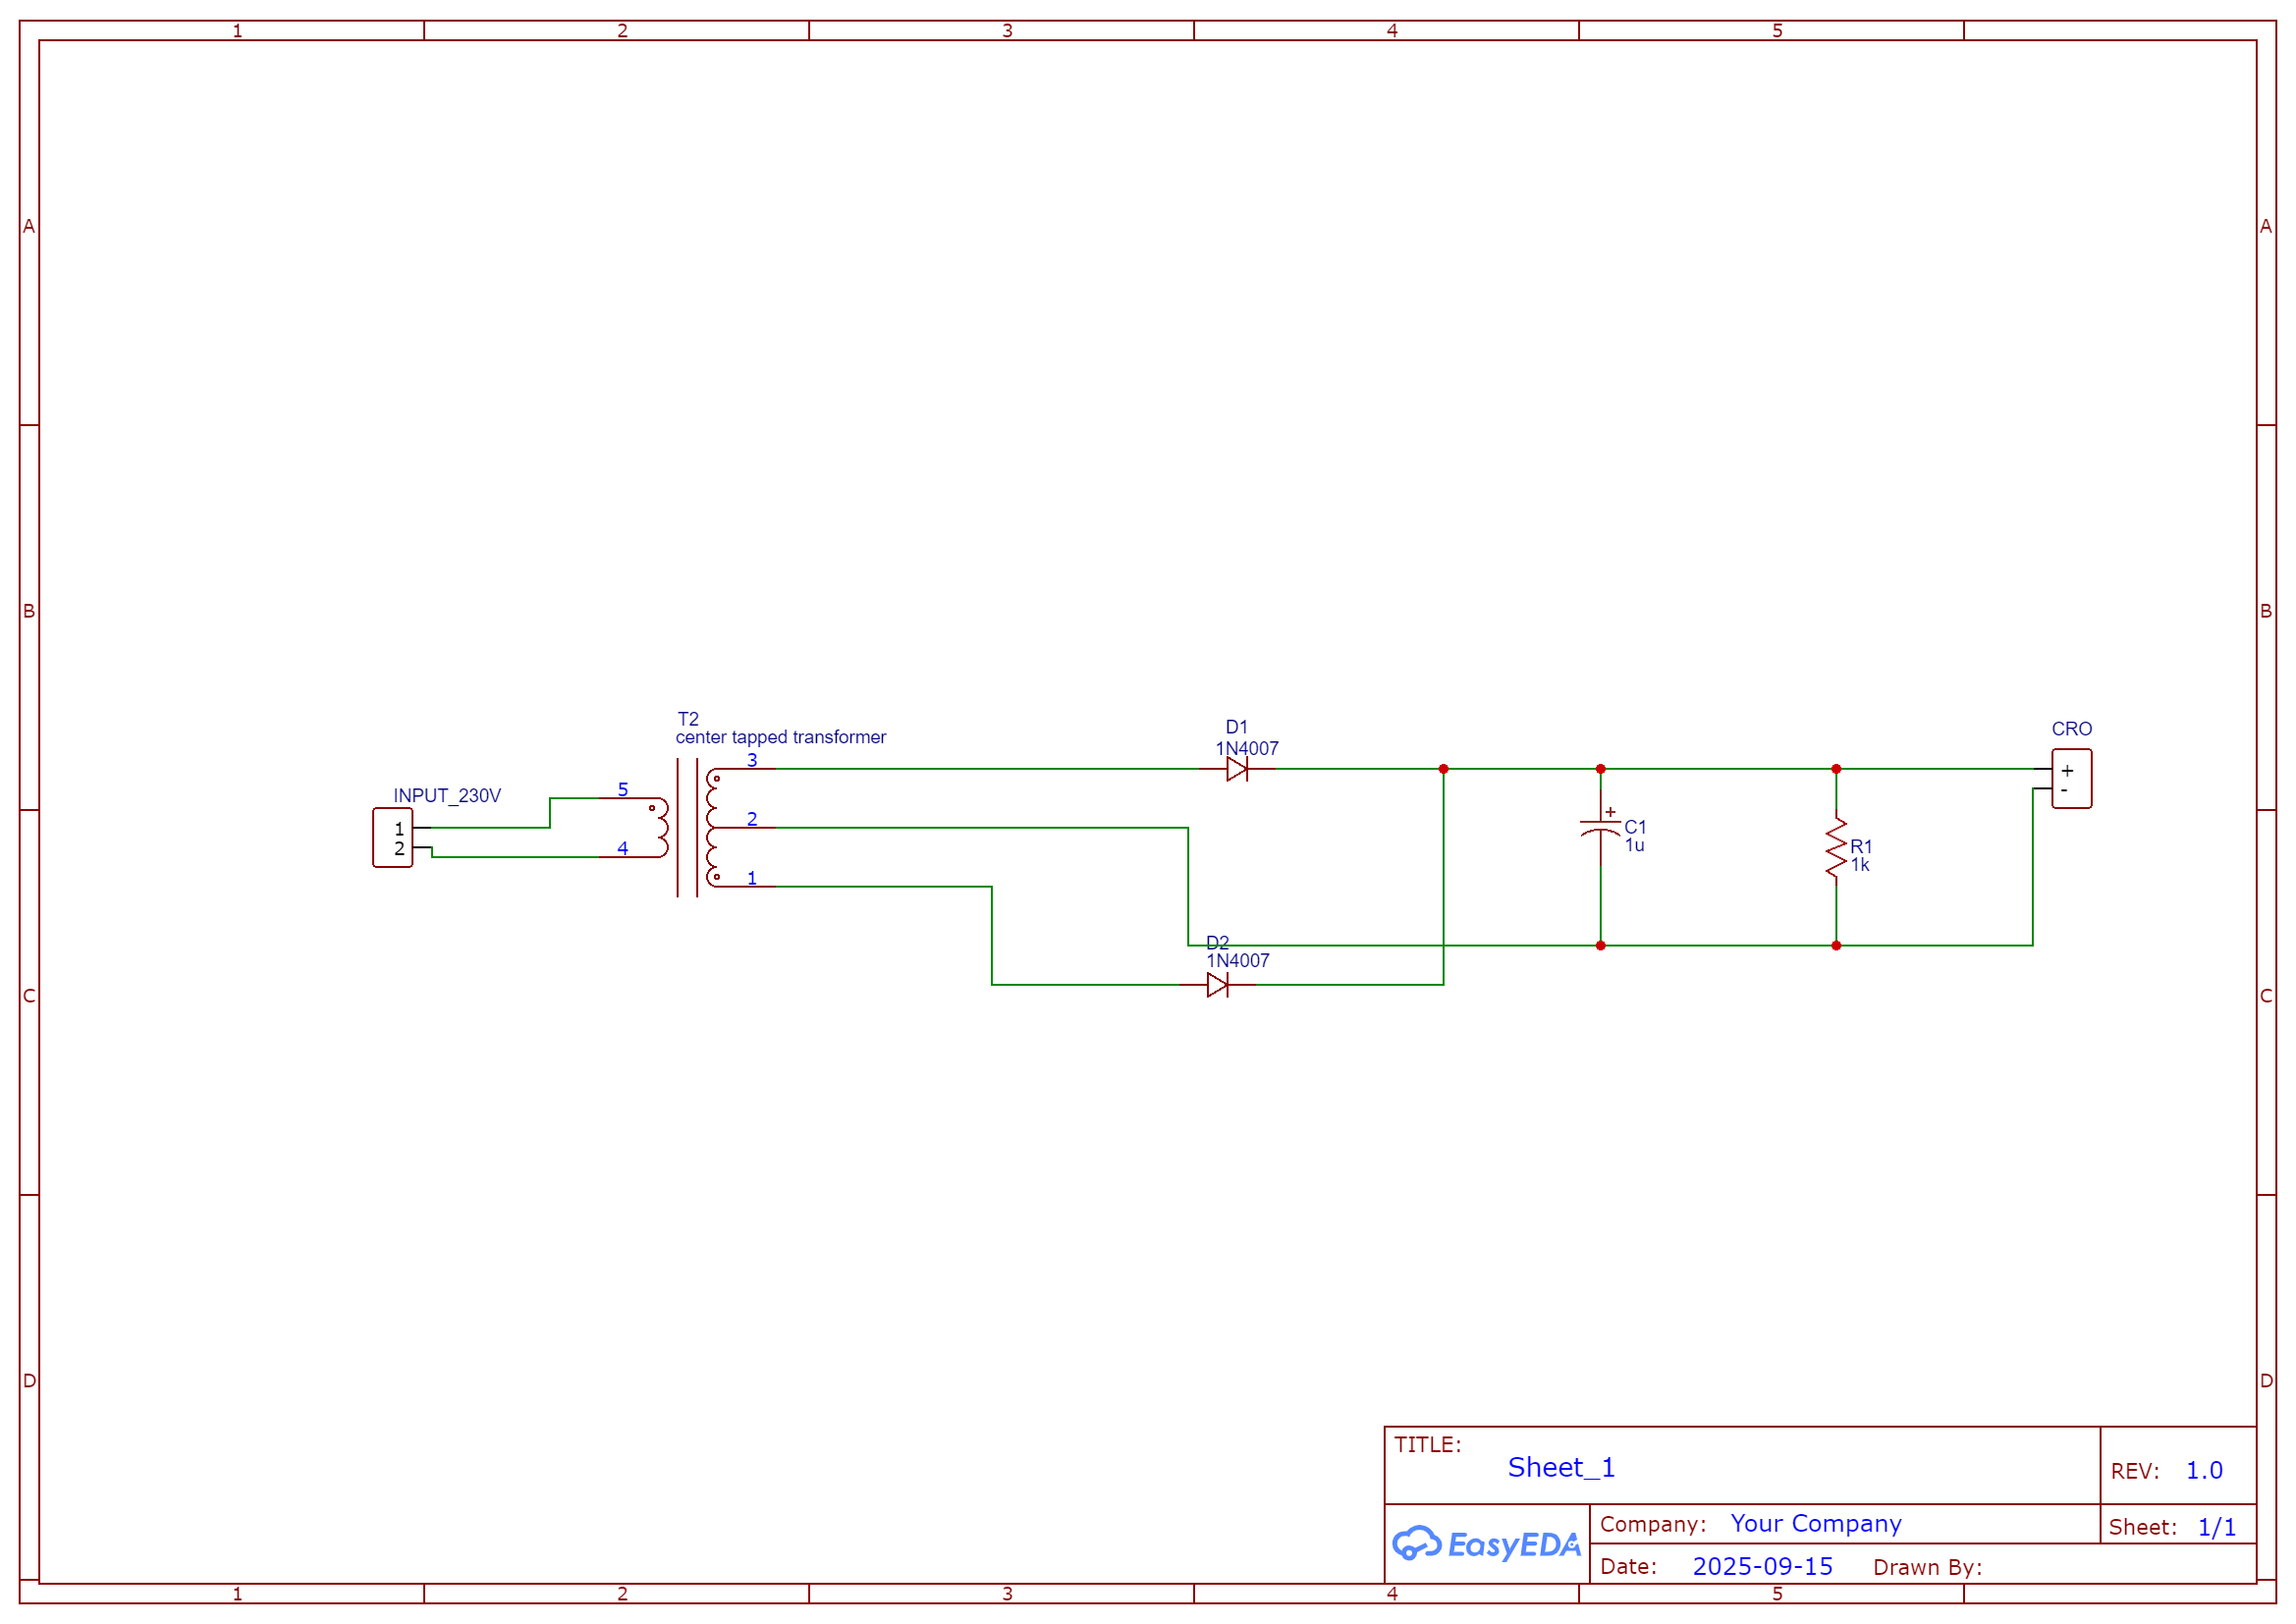 1 2 3 4 5
A A
B B
C C
D D
T2
center tapped transformer
INPUT_230V
1
2
5
4
3
2
1
D1
1N4007
D2
1N4007
+
C1
1u
R1
1k
CRO
+
-
TITLE:
Sheet_1
REV: 1.0
EasyEDA
Company: Your Company
Sheet: 1/1
Date: 2025-09-15 Drawn By:
1 2 3 4 5